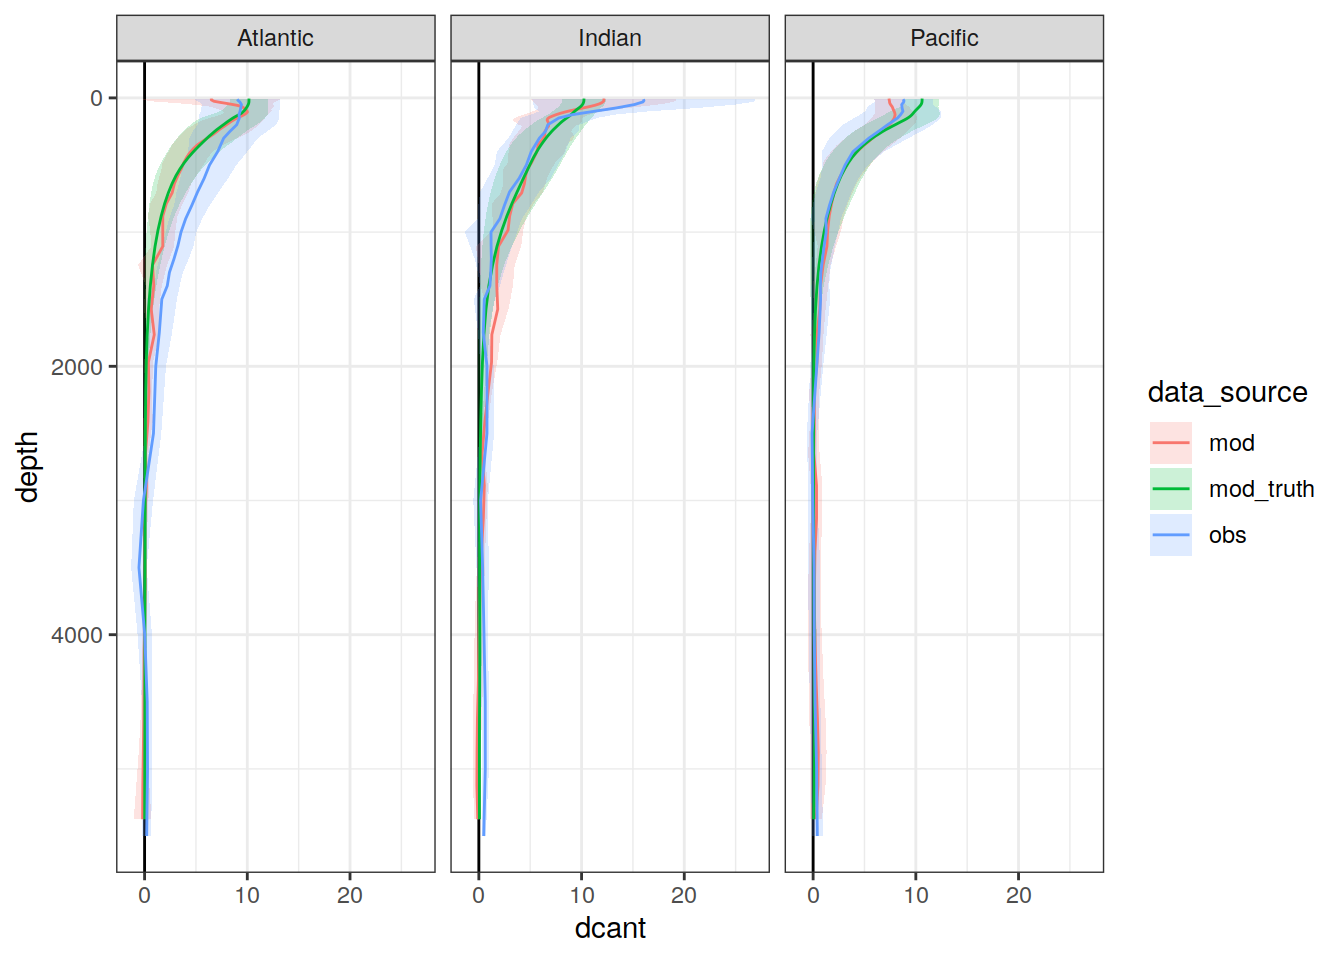 Atlantic Indian Pacific
0
2000
4000
depth
0 10 20 0 10 20 0 10 20
dcant
data_source
mod
mod_truth
obs